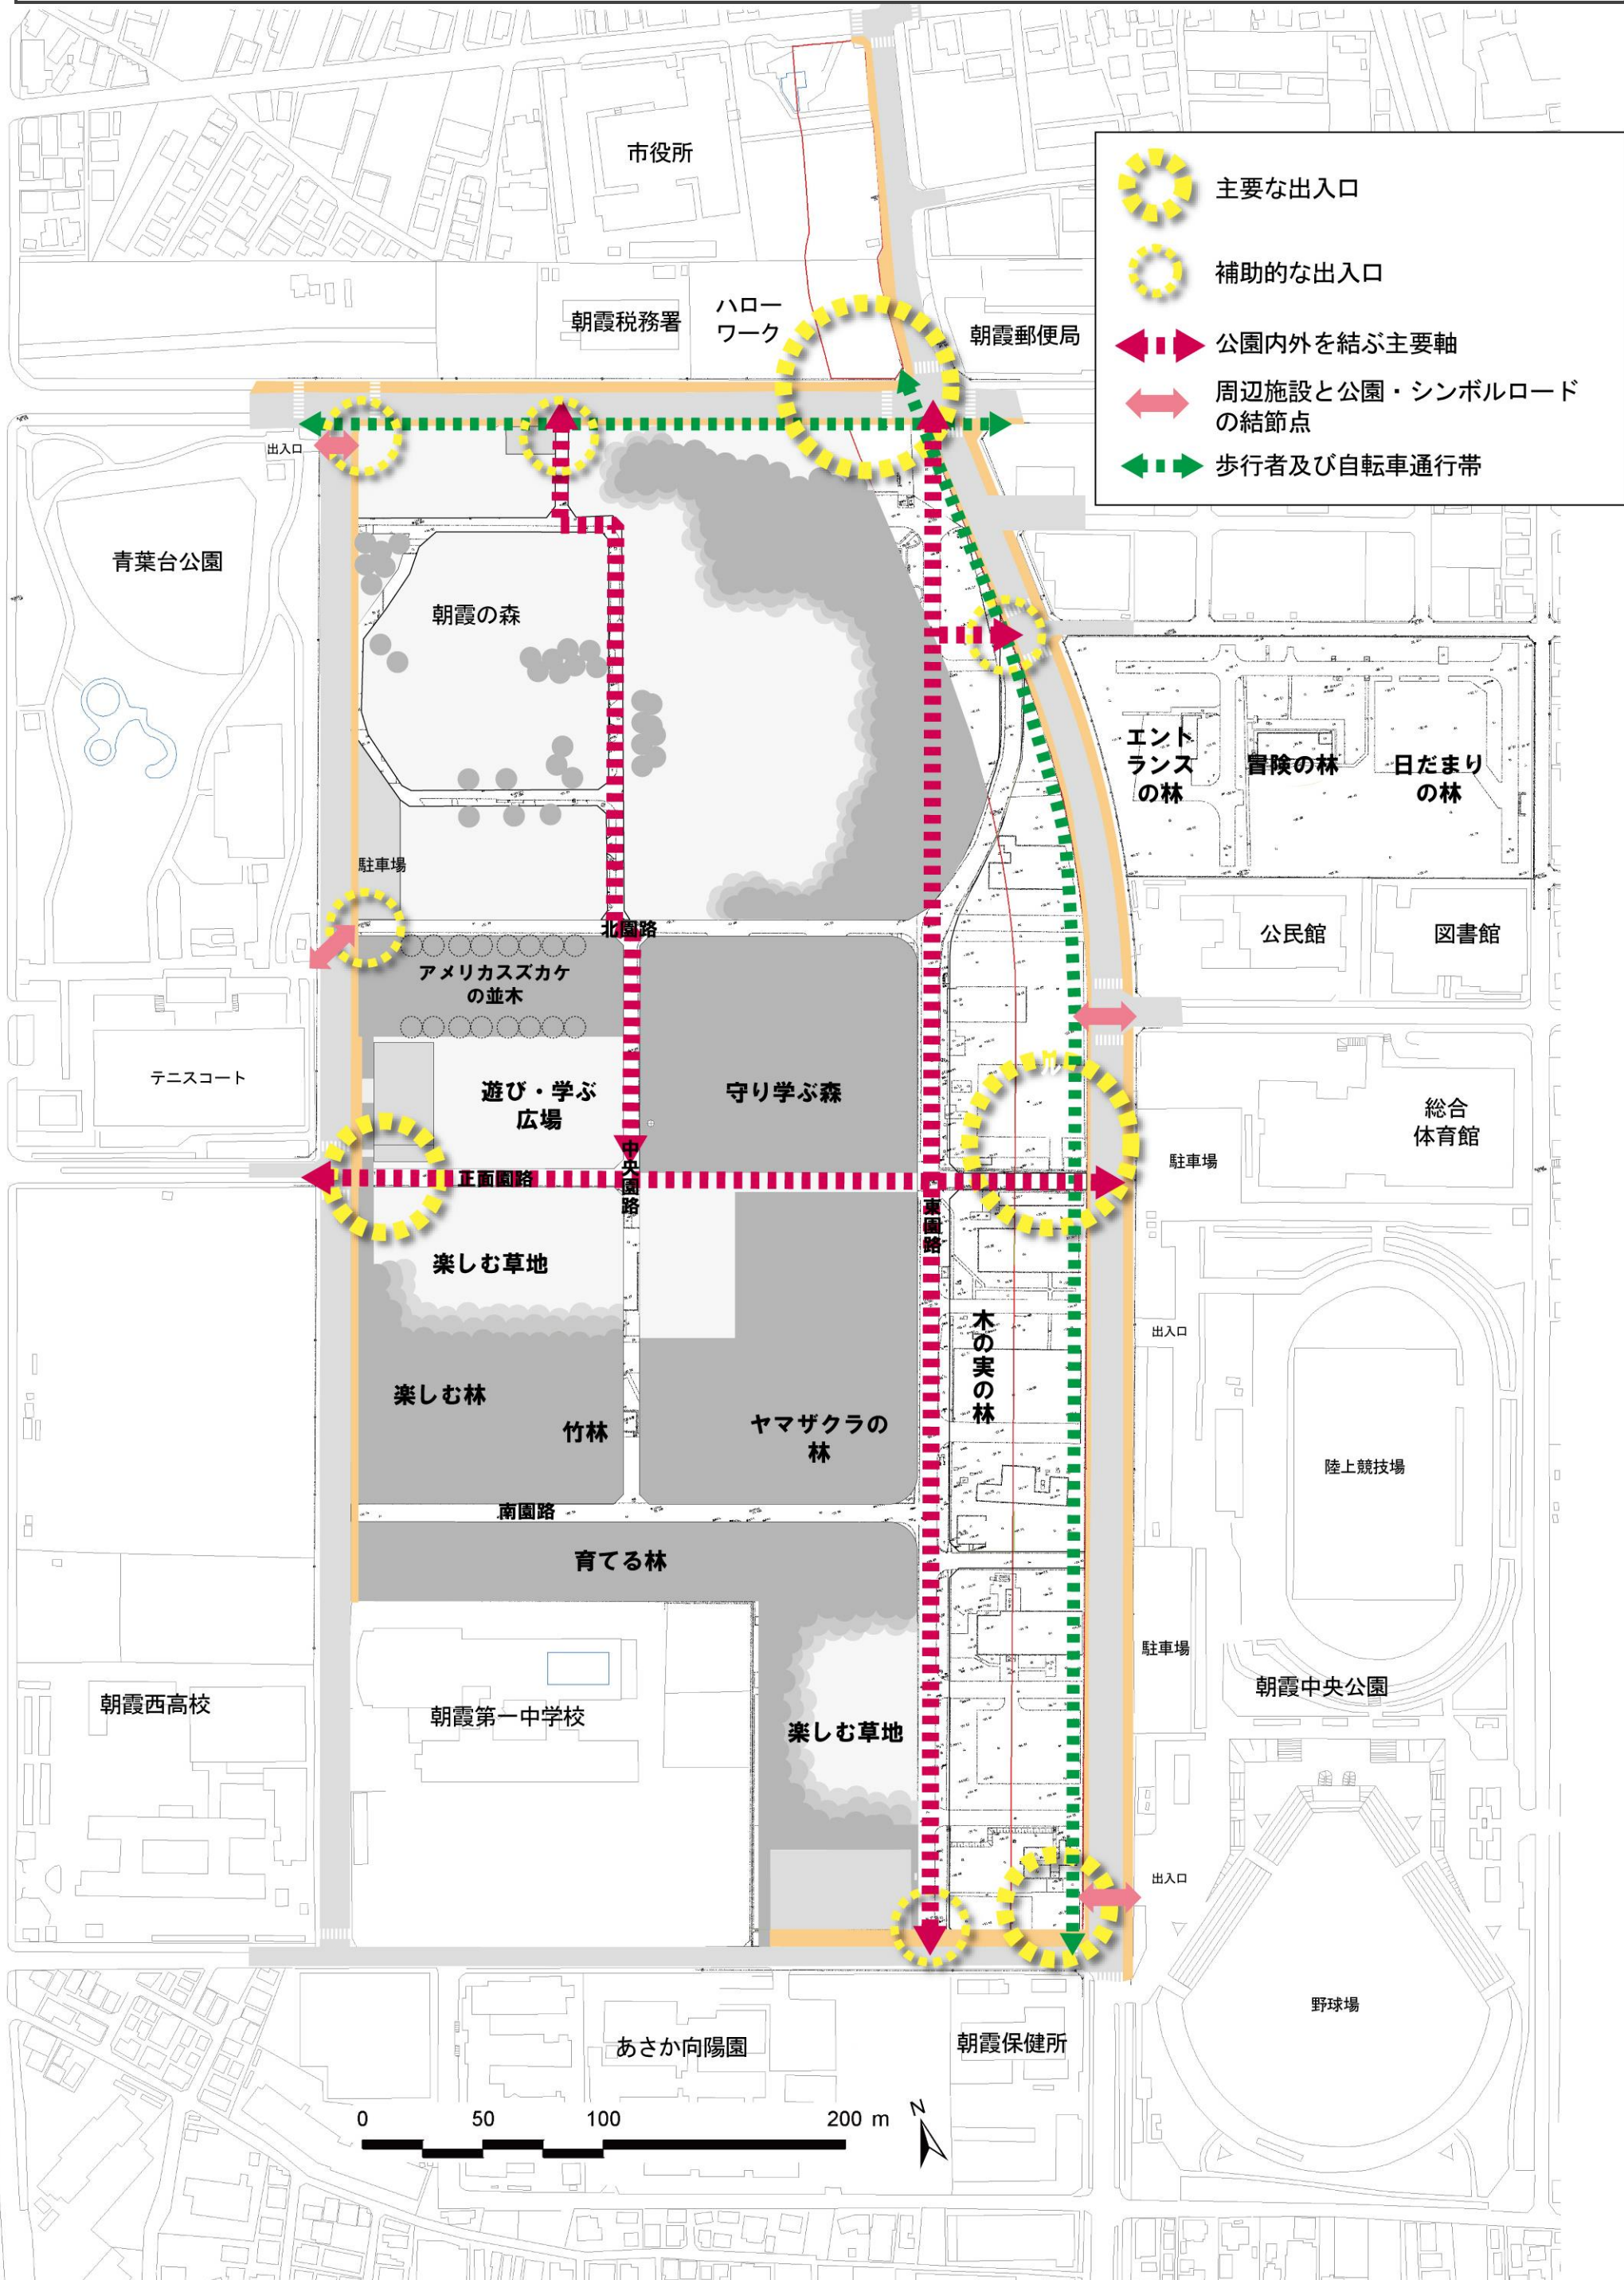 市役所
主要な出入口
補助的な出入口
ハロー
ワーク
朝霞税務署
朝霞郵便局
公園内外を結ぶ主要軸
周辺施設と公園・シンボルロード
の結節点
歩行者及び自転車通行帯
出入口
青葉台公園
朝霞の森
エント
ランス
の林
冒険の林
日だまり
の林
駐車場
北園路
公民館
図書館
アメリカスズカケ
の並木
テニスコート
遊び・学ぶ
広場
守り学ぶ森
総合
体育館
駐車場
正面園路
中央園路
東園路
楽しむ草地
木の実の林
出入口
楽しむ林
竹林
ヤマザクラの
林
陸上競技場
南園路
育てる林
駐車場
朝霞中央公園
朝霞西高校
朝霞第一中学校
楽しむ草地
出入口
野球場
あさか向陽園
朝霞保健所
0 50 100 200 m
N